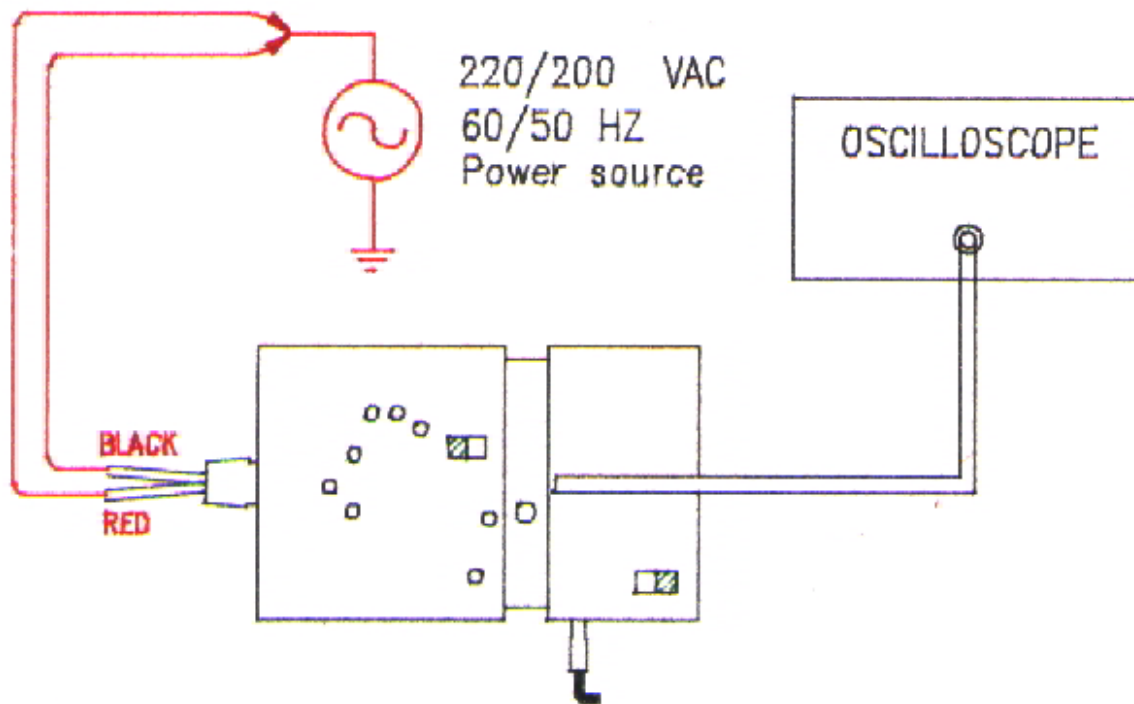 220/200 VAC
60/50 HZ
Power source
OSCILLOSCOPE
BLACK
RED